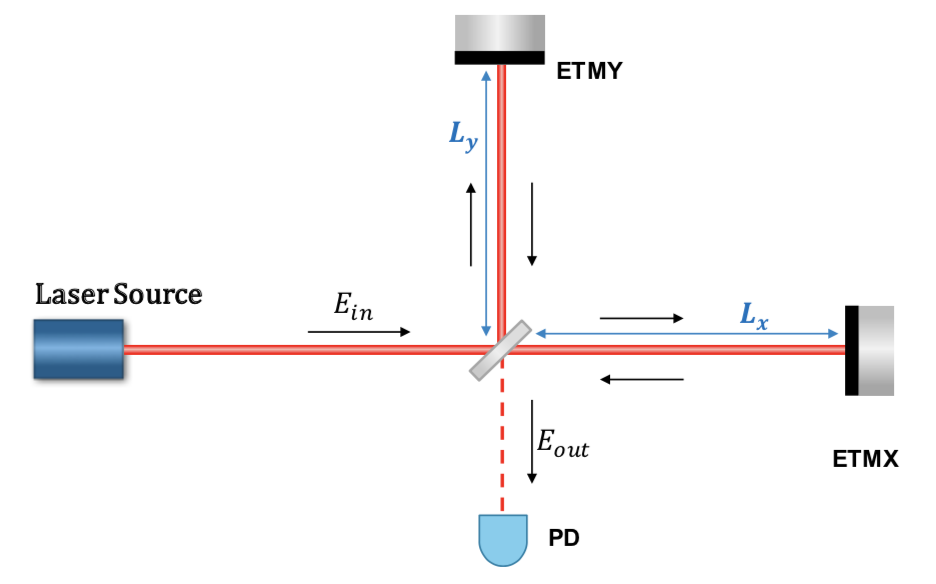 ETMY
L_y
Laser Source
E_in
L_x
E_out
ETMX
PD